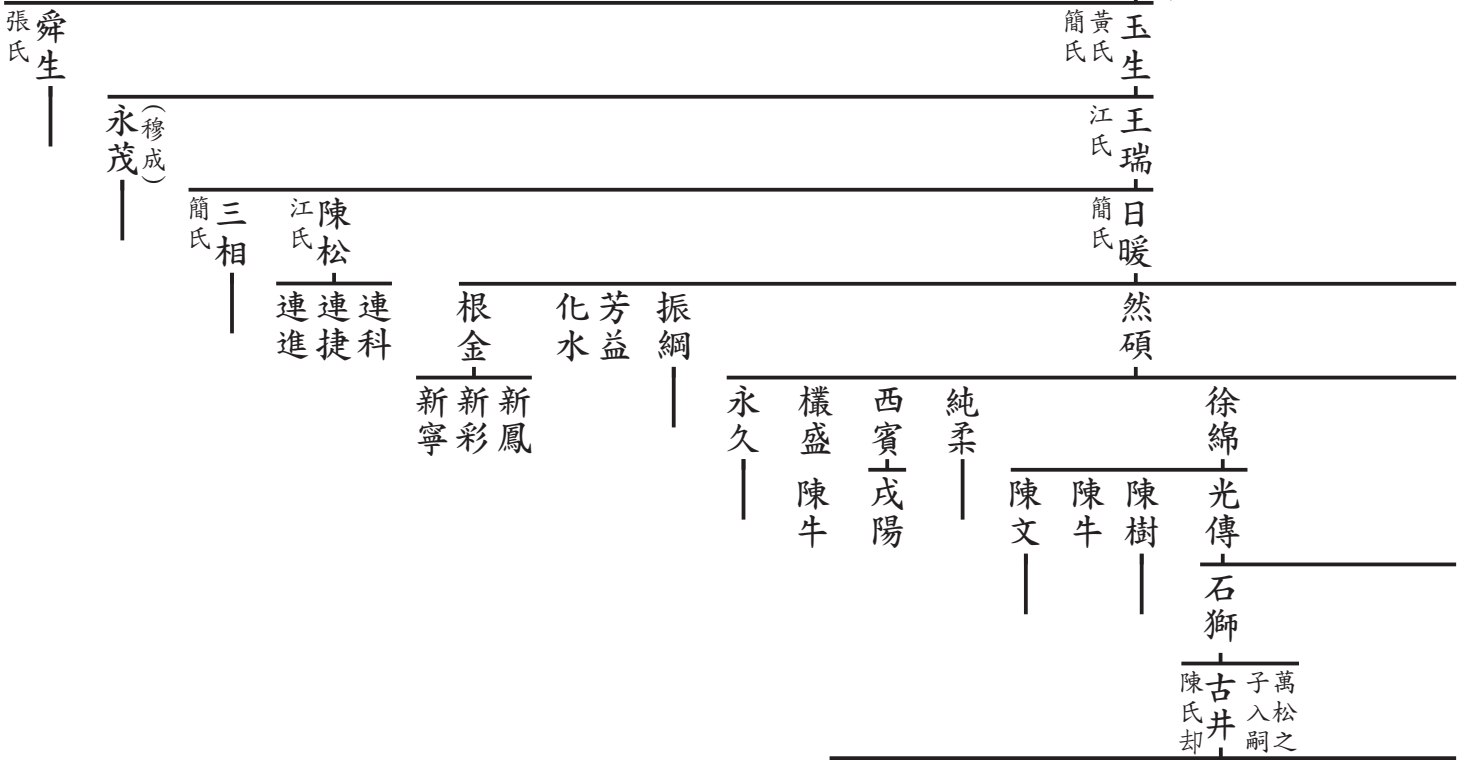 玉生
黃氏
簡氏
舜生
張氏
王瑞
江氏
(穆成)
永茂
日暖
簡氏
陳松
江氏
三相
簡氏
然碩
振綱
芳益
化水
根金
連科
連捷
連進
徐綿
純柔
西賓
欉盛
永久
新鳳
新彩
新寧
光傳
陳樹
陳牛
陳文
戌陽
陳牛
石獅
萬松之
子入嗣
古井
陳氏却